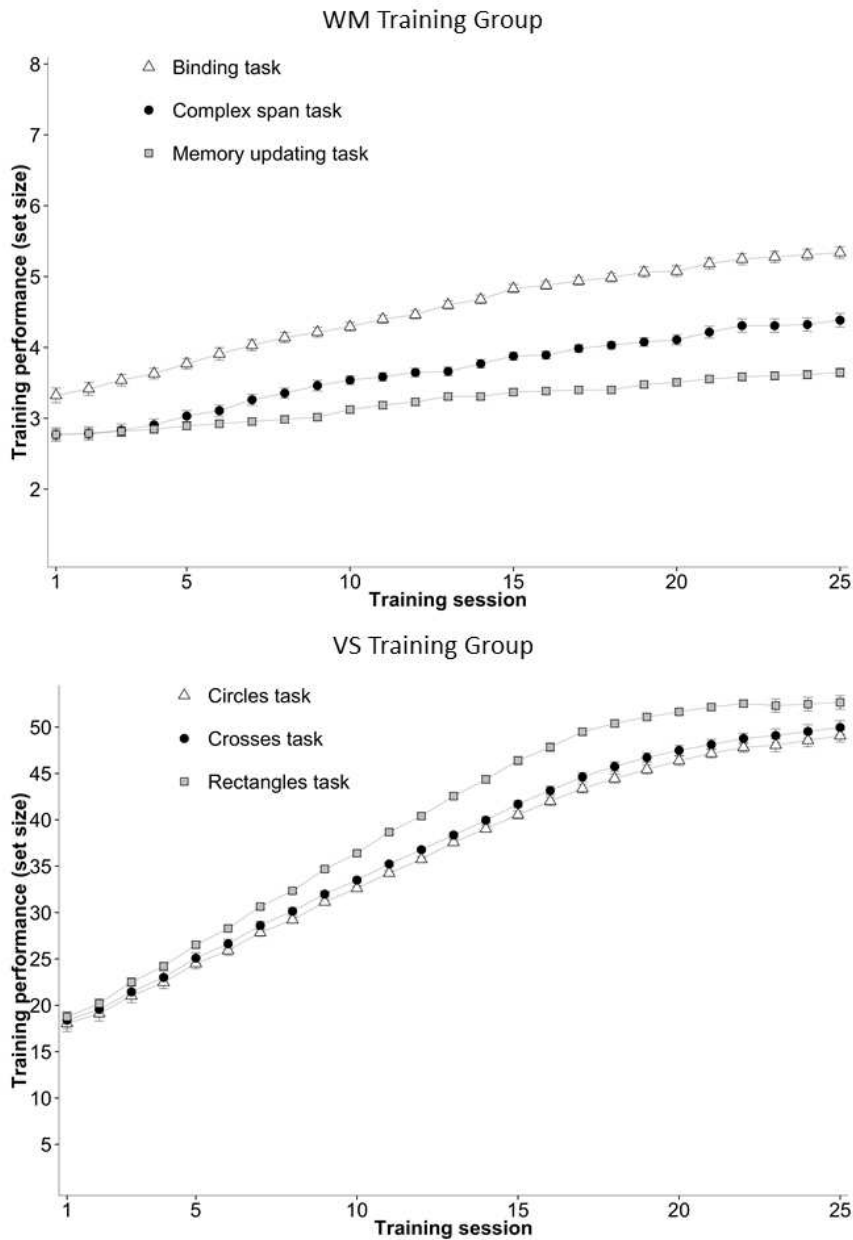 WM Training Group
8
7
6
5
4
3
2
Training performance (set size)
Binding task
Complex span task
Memory updating task
1
5
10
15
20
25
Training session
VS Training Group
50
45
40
35
30
25
20
15
10
5
Training performance (set size)
Circles task
Crosses task
Rectangles task
1
5
10
15
20
25
Training session